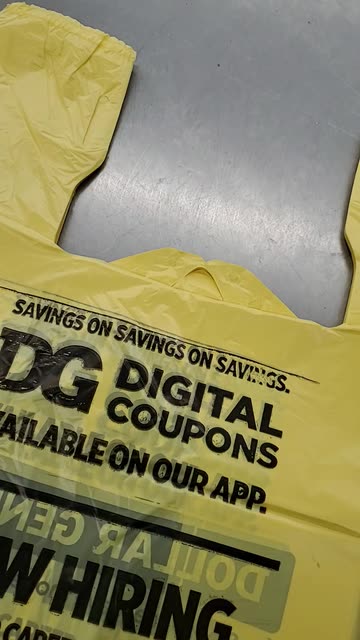 SAVINGS ON SAVINGS ON SAVINGS.
DG DIGITAL
COUPONS
AILABLE ON OUR APP.
DOLLAR GEN
W HIRING